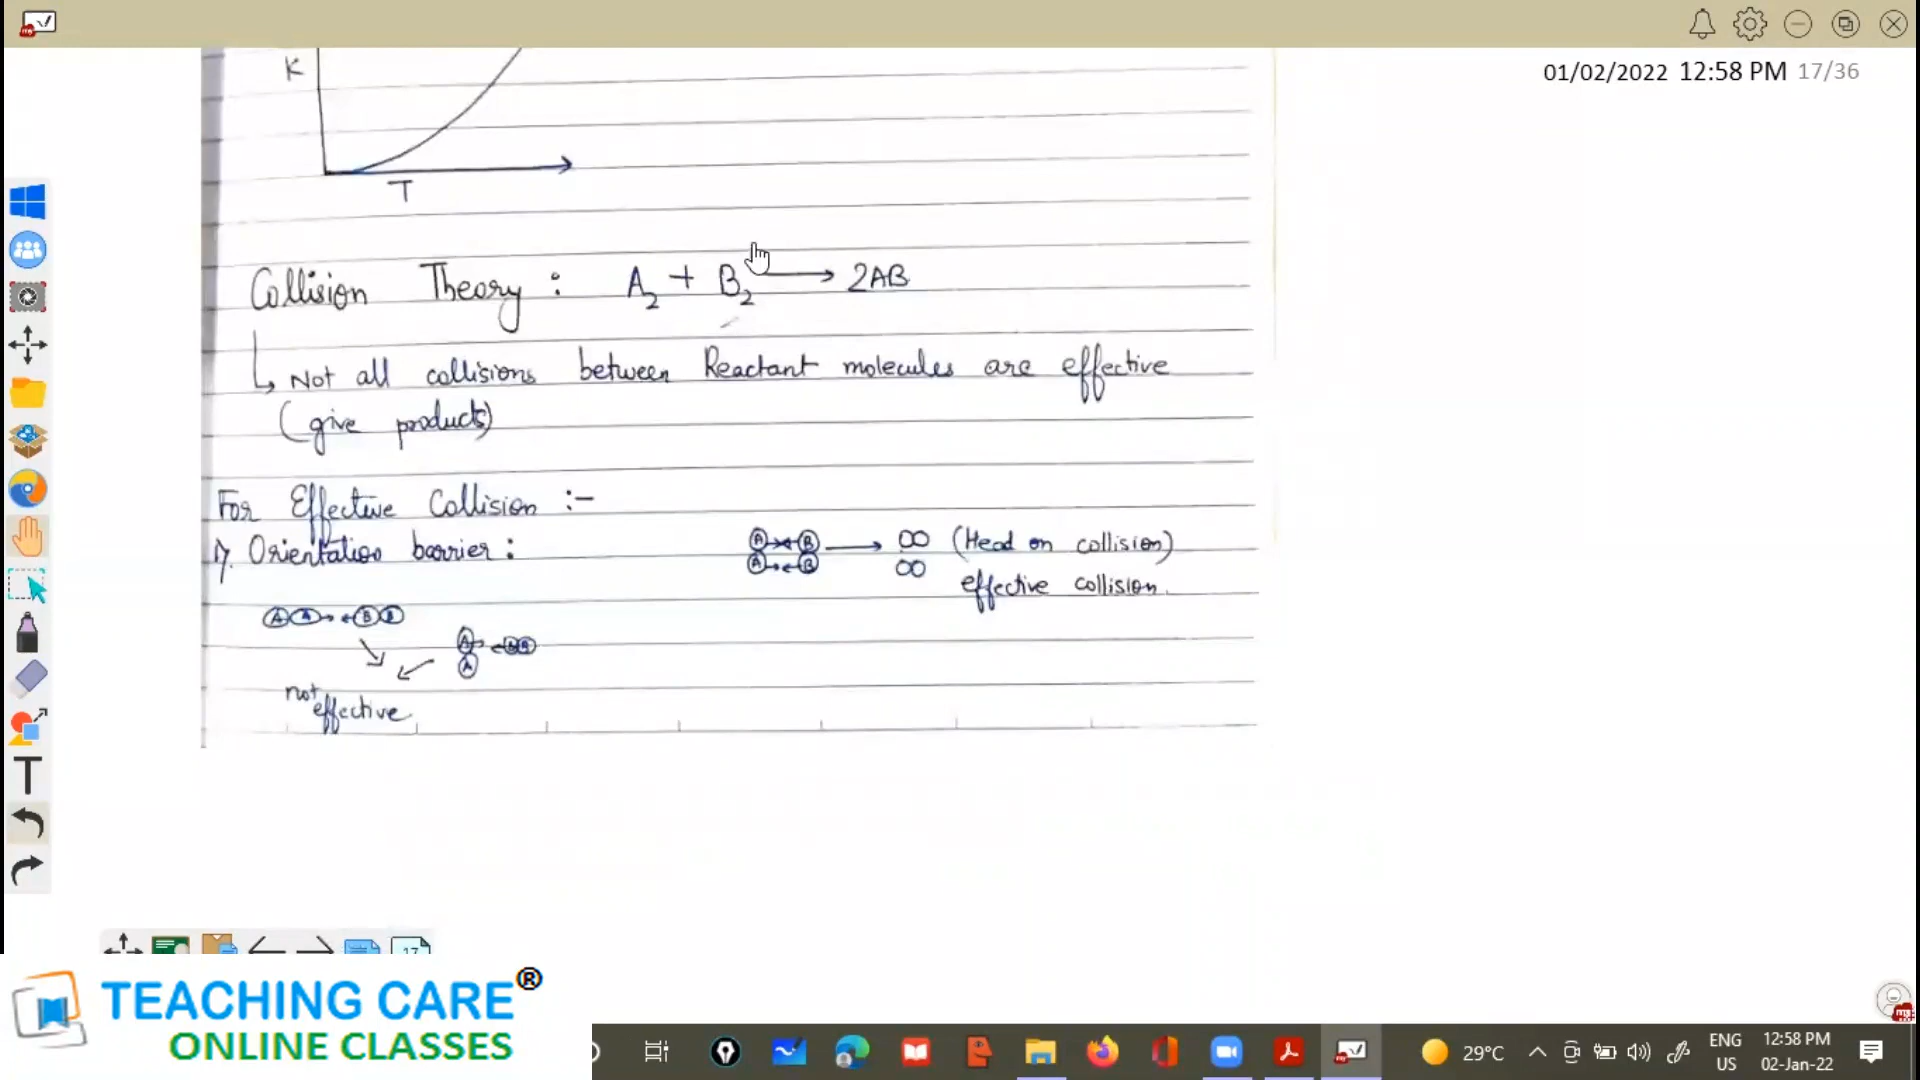 01/02/2022 12:58 PM 17/36
K
T
Collision Theory : A2 + B2 → 2AB
↳ Not all collisions between Reactant molecules are effective
(give products)
For Effective Collision :-
1) Orientation barrier :
A B → (Head on collision)
A B
effective collision.
A A → ← B B
A ← B B
A
not effective
T
17
TEACHING CARE®
ONLINE CLASSES
29°C
ENG
US
12:58 PM
02-Jan-22